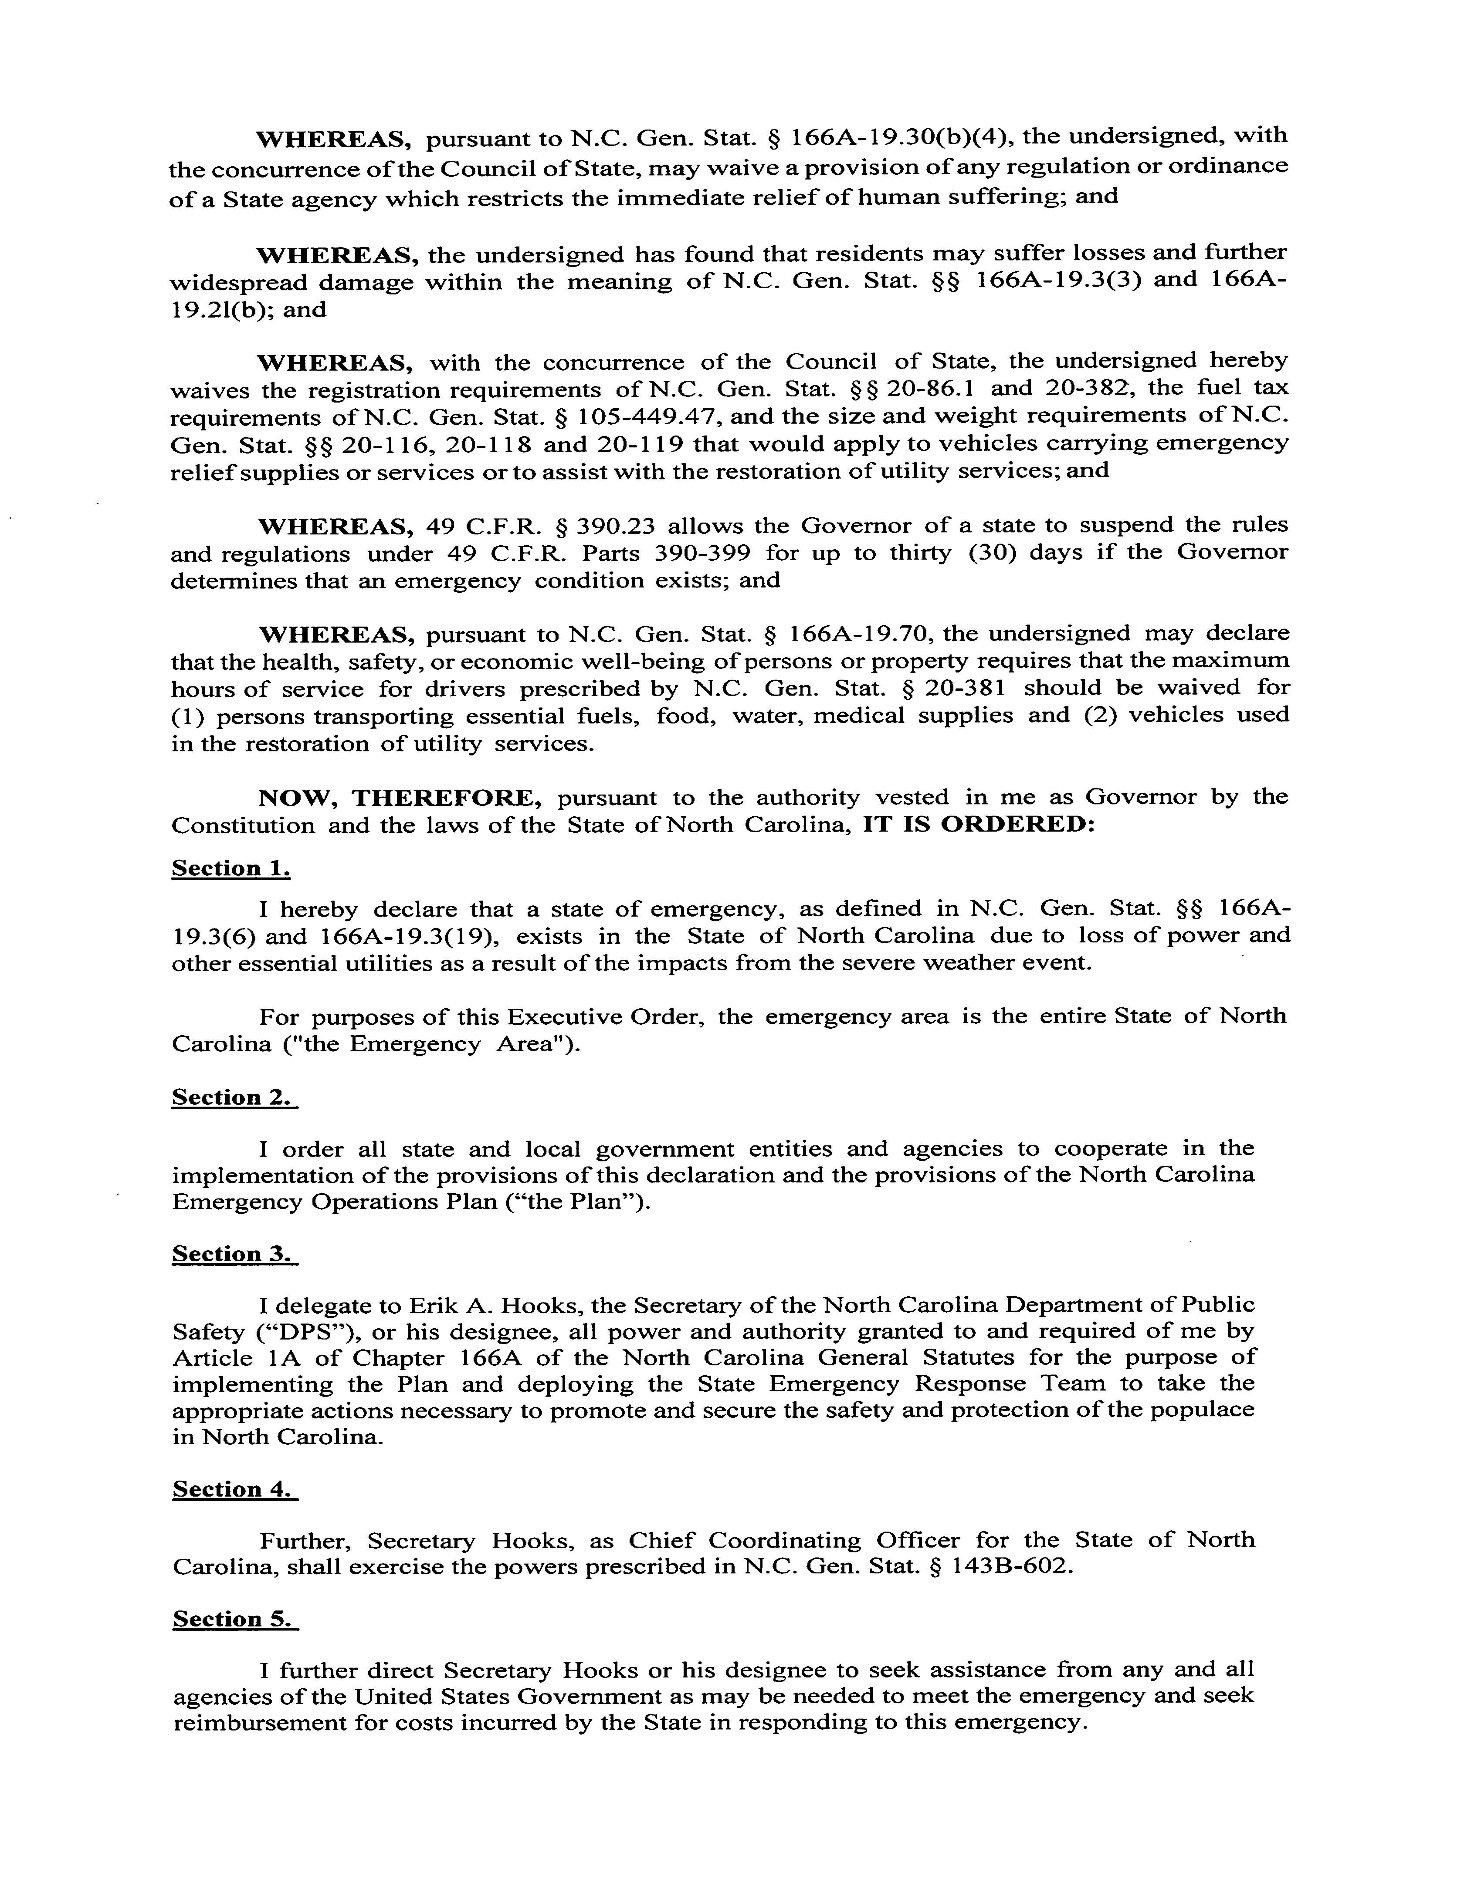 WHEREAS, pursuant to N.C. Gen. Stat. § 166A-19.30(b)(4), the undersigned, with
the concurrence of the Council of State, may waive a provision of any regulation or ordinance
of a State agency which restricts the immediate relief of human suffering; and
WHEREAS, the undersigned has found that residents may suffer losses and further
widespread damage within the meaning of N.C. Gen. Stat. §§ 166A-19.3(3) and 166A-
19.2l(b); and
WHEREAS, with the concurrence of the Council of State, the undersigned hereby
waives the registration requirements of N.C. Gen. Stat. §§ 20-86.1 and 20-382, the fuel tax
requirements of N.C. Gen. Stat. § 105-449.47, and the size and weight requirements of N.C.
Gen. Stat. §§ 20-116, 20-118 and 20-119 that would apply to vehicles carrying emergency
relief supplies or services or to assist with the restoration of utility services; and
WHEREAS, 49 C.F.R. § 390.23 allows the Governor of a state to suspend the rules
and regulations under 49 C.F.R. Parts 390-399 for up to thirty (30) days if the Governor
determines that an emergency condition exists; and
WHEREAS, pursuant to N.C. Gen. Stat. § 166A-19.70, the undersigned may declare
that the health, safety, or economic well-being of persons or property requires that the maximum
hours of service for drivers prescribed by N.C. Gen. Stat. § 20-381 should be waived for
(1) persons transporting essential fuels, food, water, medical supplies and (2) vehicles used
in the restoration of utility services.
NOW, THEREFORE, pursuant to the authority vested in me as Governor by the
Constitution and the laws of the State of North Carolina, IT IS ORDERED:
Section 1.
I hereby declare that a state of emergency, as defined in N.C. Gen. Stat. §§ 166A-
19.3(6) and 166A-19.3(19), exists in the State of North Carolina due to loss of power and
other essential utilities as a result of the impacts from the severe weather event.
For purposes of this Executive Order, the emergency area is the entire State of North
Carolina ("the Emergency Area").
Section 2.
I order all state and local government entities and agencies to cooperate in the
implementation of the provisions of this declaration and the provisions of the North Carolina
Emergency Operations Plan (“the Plan”).
Section 3.
I delegate to Erik A. Hooks, the Secretary of the North Carolina Department of Public
Safety (“DPS”), or his designee, all power and authority granted to and required of me by
Article 1A of Chapter 166A of the North Carolina General Statutes for the purpose of
implementing the Plan and deploying the State Emergency Response Team to take the
appropriate actions necessary to promote and secure the safety and protection of the populace
in North Carolina.
Section 4.
Further, Secretary Hooks, as Chief Coordinating Officer for the State of North
Carolina, shall exercise the powers prescribed in N.C. Gen. Stat. § 143B-602.
Section 5.
I further direct Secretary Hooks or his designee to seek assistance from any and all
agencies of the United States Government as may be needed to meet the emergency and seek
reimbursement for costs incurred by the State in responding to this emergency.